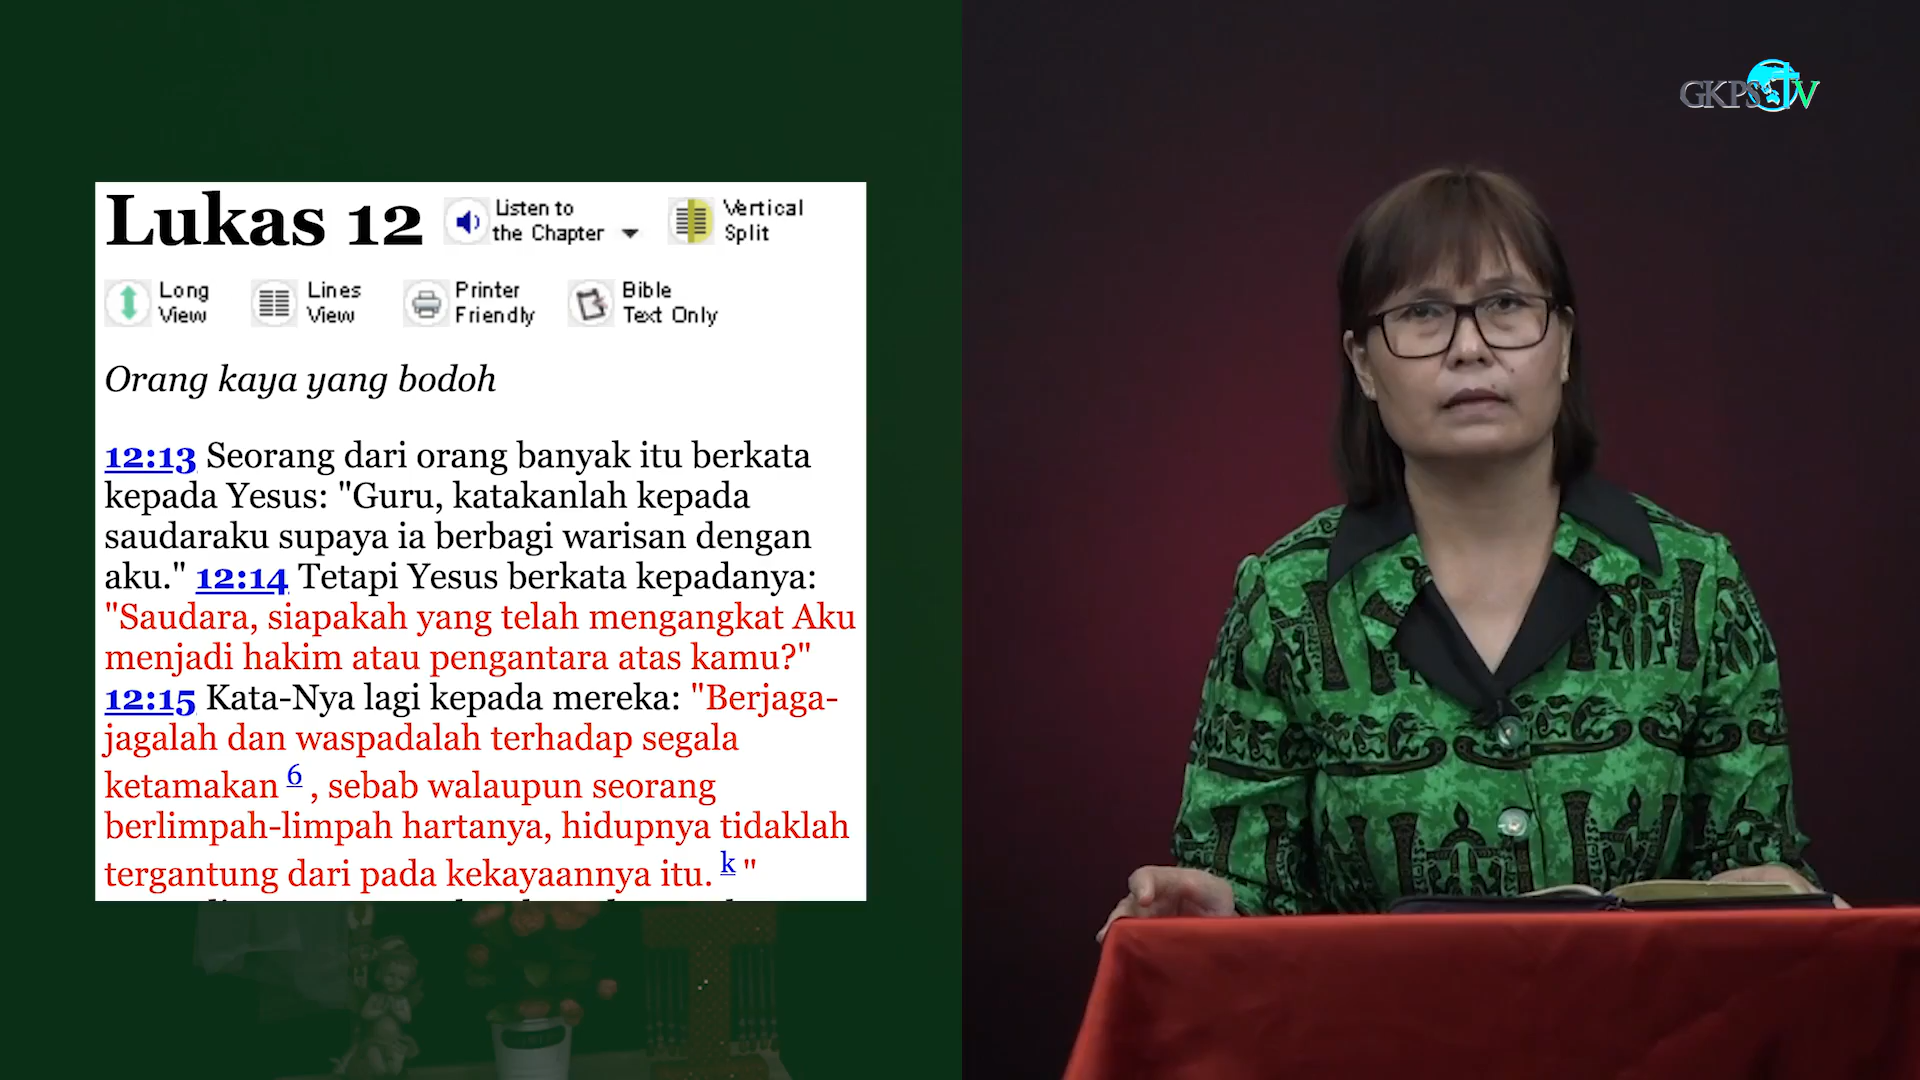 GKPS TV
Lukas 12
Listen to
the Chapter
Vertical
Split
Long
View
Lines
View
Printer
Friendly
Bible
Text Only
Orang kaya yang bodoh
12:13 Seorang dari orang banyak itu berkata
kepada Yesus: "Guru, katakanlah kepada
saudaraku supaya ia berbagi warisan dengan
aku." 12:14 Tetapi Yesus berkata kepadanya:
"Saudara, siapakah yang telah mengangkat Aku
menjadi hakim atau pengantara atas kamu?"
12:15 Kata-Nya lagi kepada mereka: "Berjaga-
jagalah dan waspadalah terhadap segala
ketamakan 6 , sebab walaupun seorang
berlimpah-limpah hartanya, hidupnya tidaklah
tergantung dari pada kekayaannya itu. k "